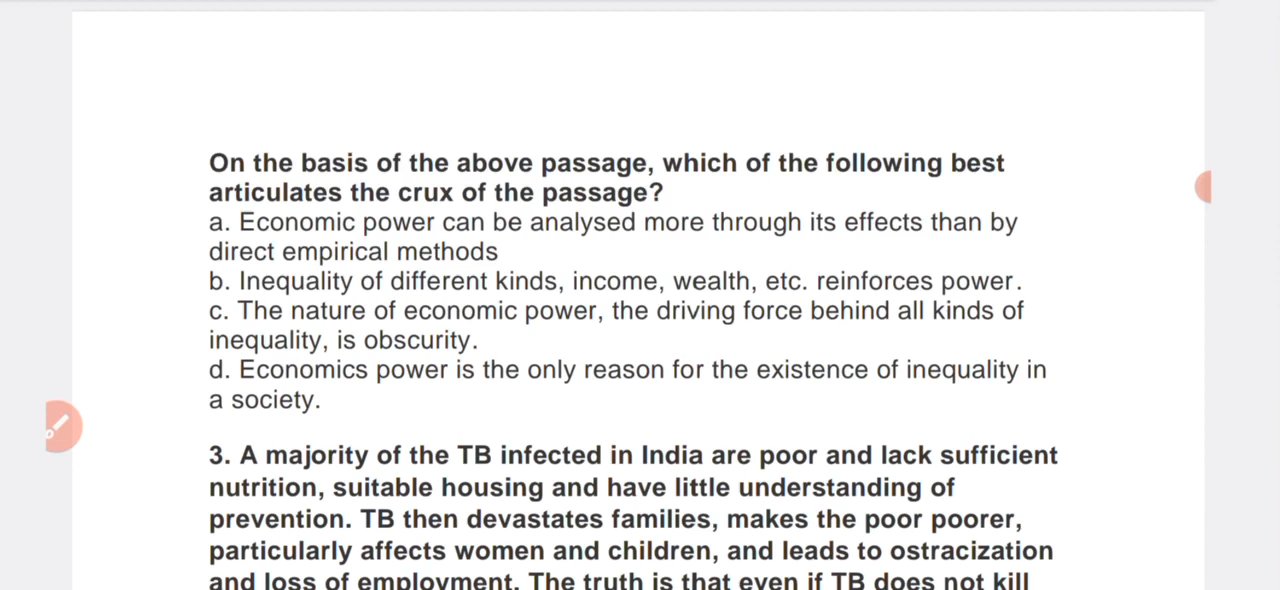 On the basis of the above passage, which of the following best
articulates the crux of the passage?
a. Economic power can be analysed more through its effects than by
direct empirical methods
b. Inequality of different kinds, income, wealth, etc. reinforces power.
c. The nature of economic power, the driving force behind all kinds of
inequality, is obscurity.
d. Economics power is the only reason for the existence of inequality in
a society.
3. A majority of the TB infected in India are poor and lack sufficient
nutrition, suitable housing and have little understanding of
prevention. TB then devastates families, makes the poor poorer,
particularly affects women and children, and leads to ostracization
and loss of employment. The truth is that even if TB does not kill